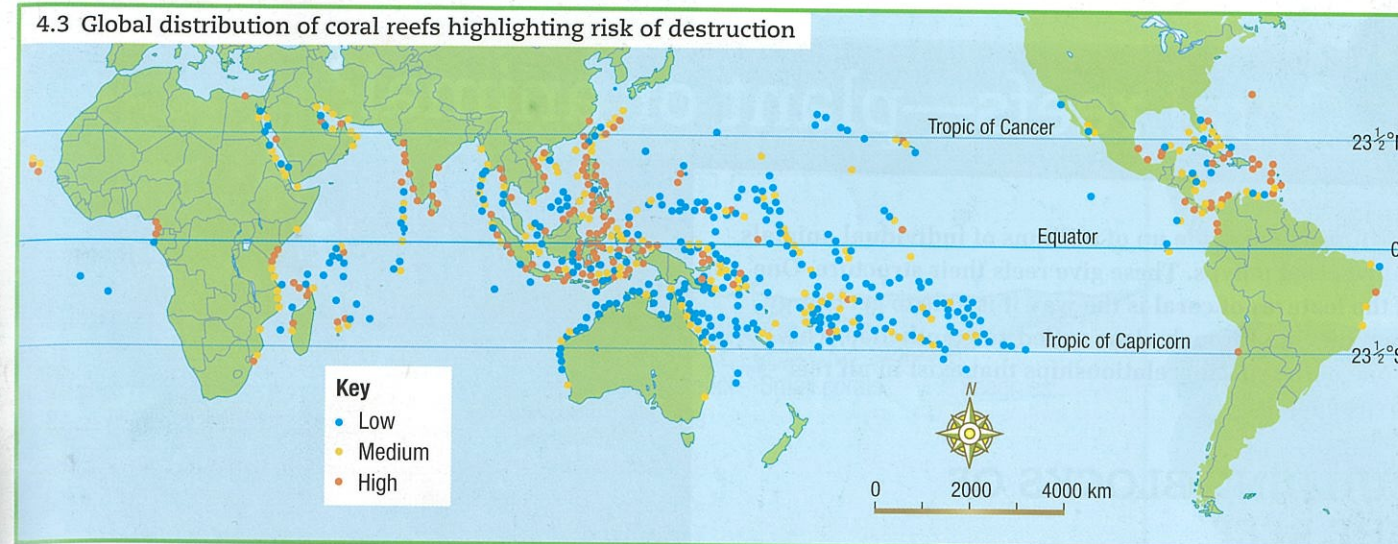 4.3 Global distribution of coral reefs highlighting risk of destruction
Tropic of Cancer
23½°
Equator
0
Tropic of Capricorn
23½°S
Key
Low
Medium
High
N
0 2000 4000 km